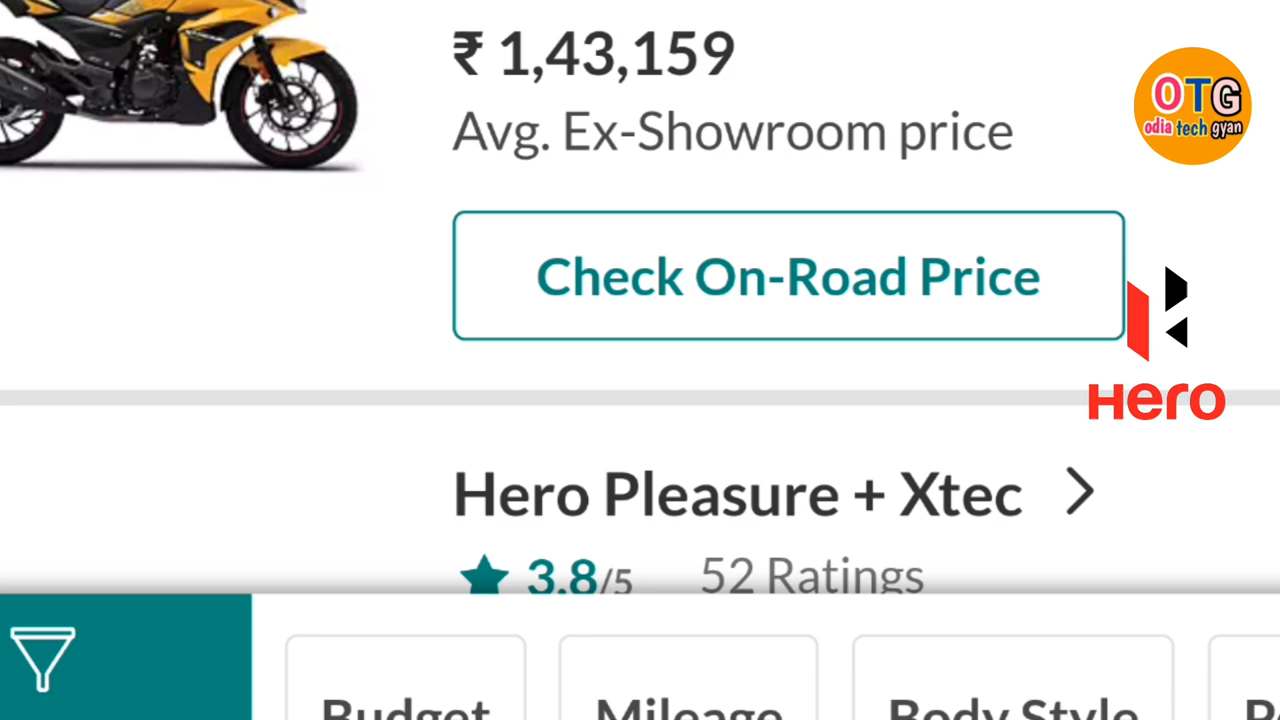 ₹ 1,43,159
Avg. Ex-Showroom price
OTG
odia tech gyan
Check On-Road Price
Hero
Hero Pleasure + Xtec
3.8/5 52 Ratings
Budget Mileage Body Style